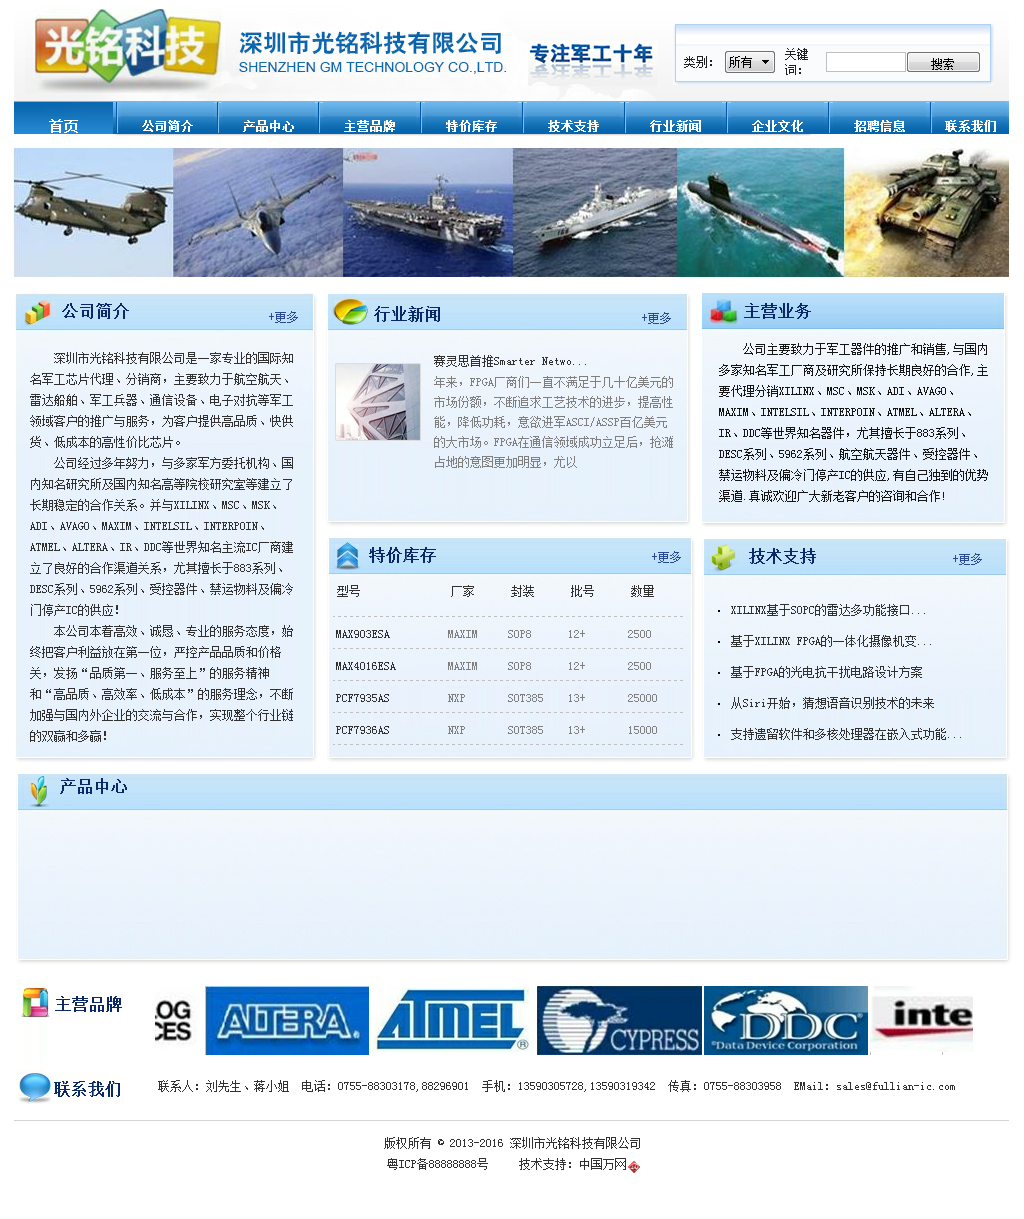 光铭科技
深圳市光铭科技有限公司
SHENZHEN GM TECHNOLOGY CO.,LTD.
专注军工十年
类别： 所有 关键词： 搜索
首页 公司简介 产品中心 主营品牌 特价库存 技术支持 行业新闻 企业文化 招聘信息 联系我们
公司简介
+更多
深圳市光铭科技有限公司是一家专业的国际知
名军工芯片代理、分销商，主要致力于航空航天、
雷达船舶、军工兵器、通信设备、电子对抗等军工
领域客户的推广与服务，为客户提供高品质、快供
货、低成本的高性价比芯片。
公司经过多年努力，与多家军方委托机构、国
内知名研究所及国内知名高等院校研究室等建立了
长期稳定的合作关系。并与XILINX、MSC、MSK、
ADI、AVAGO、MAXIM、INTELSIL、INTERPOIN、
ATMEL、ALTERA、IR、DDC等世界知名主流IC厂商建
立了良好的合作渠道关系，尤其擅长于883系列、
DESC系列、5962系列、受控器件、禁运物料及偏冷
门停产IC的供应！
本公司本着高效、诚恳、专业的服务态度，始
终把客户利益放在第一位，严控产品品质和价格
关，发扬“品质第一、服务至上”的服务精神
和“高品质、高效率、低成本”的服务理念，不断
加强与国内外企业的交流与合作，实现整个行业链
的双赢和多赢！
行业新闻
+更多
赛灵思首推Smarter Netwo...
年来，FPGA厂商们一直不满足于几十亿美元的
市场份额，不断追求工艺技术的进步，提高性
能，降低功耗，意欲进军ASCI/ASSP百亿美元
的大市场。FPGA在通信领域成功立足后，抢滩
占地的意图更加明显，尤以
主营业务
公司主要致力于军工器件的推广和销售,与国内
多家知名军工厂商及研究所保持长期良好的合作,主
要代理分销XILINX、MSC、MSK、ADI、AVAGO、
MAXIM、INTELSIL、INTERPOIN、ATMEL、ALTERA、
IR、DDC等世界知名器件，尤其擅长于883系列、
DESC系列、5962系列、航空航天器件、受控器件、
禁运物料及偏冷门停产IC的供应,有自己独到的优势
渠道.真诚欢迎广大新老客户的咨询和合作!
特价库存
+更多
型号 厂家 封装 批号 数量
MAX903ESA MAXIM SOP8 12+ 2500
MAX4016ESA MAXIM SOP8 12+ 2500
PCF7935AS NXP SOT385 13+ 25000
PCF7936AS NXP SOT385 13+ 15000
技术支持
+更多
· XILINX基于SOPC的雷达多功能接口...
· 基于XILINX FPGA的一体化摄像机变...
· 基于FPGA的光电抗干扰电路设计方案
· 从Siri开始，猜想语音识别技术的未来
· 支持遗留软件和多核处理器在嵌入式功能...
产品中心
主营品牌
OG
CES
ALTERA.
ATMEL®
CYPRESS
DDC®
"Data Device Corporation
inte
联系我们
联系人：刘先生、蒋小姐 电话：0755-88303178,88296901 手机：13590305728,13590319342 传真：0755-88303958 EMail：sales@fullian-ic.com
版权所有 © 2013-2016 深圳市光铭科技有限公司
粤ICP备88888888号 技术支持：中国万网